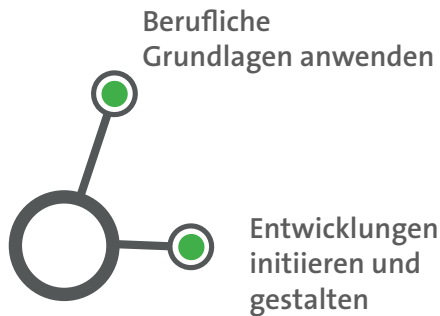 Berufliche
Grundlagen anwenden
Entwicklungen
initiieren und
gestalten